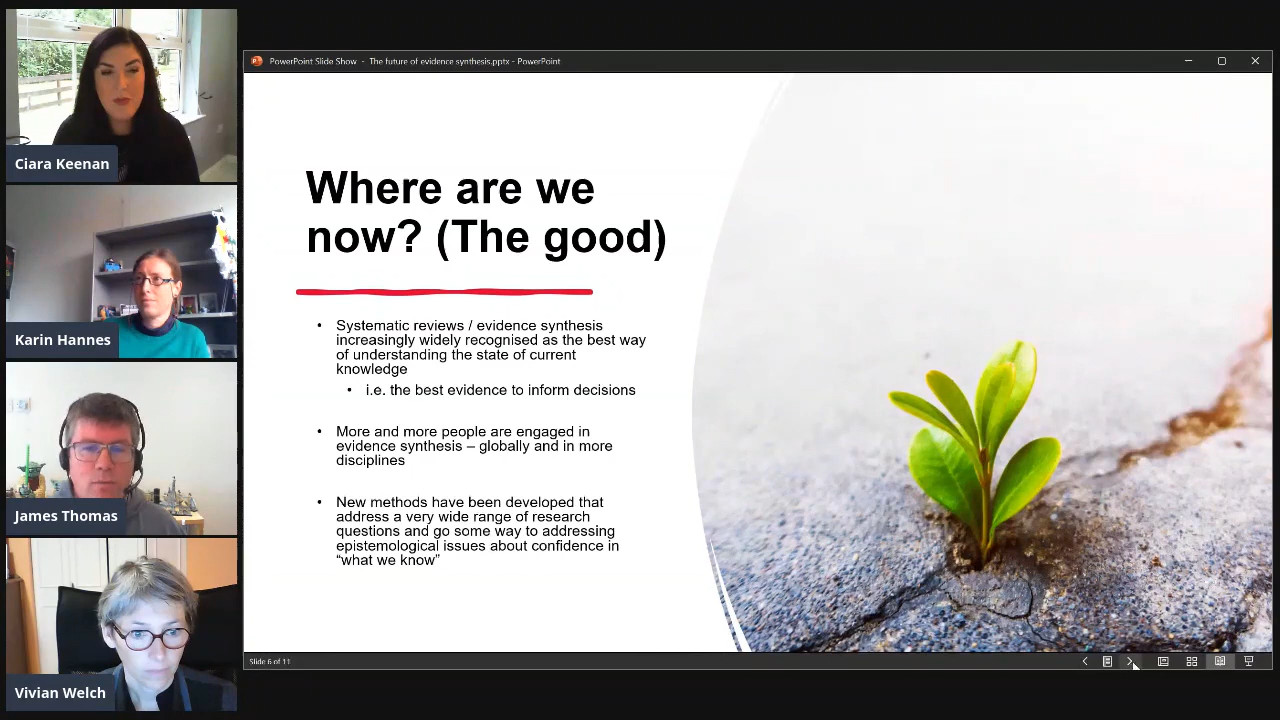 Ciara Keenan
Karin Hannes
James Thomas
Vivian Welch
PowerPoint Slide Show - The future of evidence synthesis.pptx - PowerPoint
Where are we
now? (The good)
• Systematic reviews / evidence synthesis
increasingly widely recognised as the best way
of understanding the state of current
knowledge
• i.e. the best evidence to inform decisions
• More and more people are engaged in
evidence synthesis – globally and in more
disciplines
• New methods have been developed that
address a very wide range of research
questions and go some way to addressing
epistemological issues about confidence in
“what we know”
Slide 6 of 11